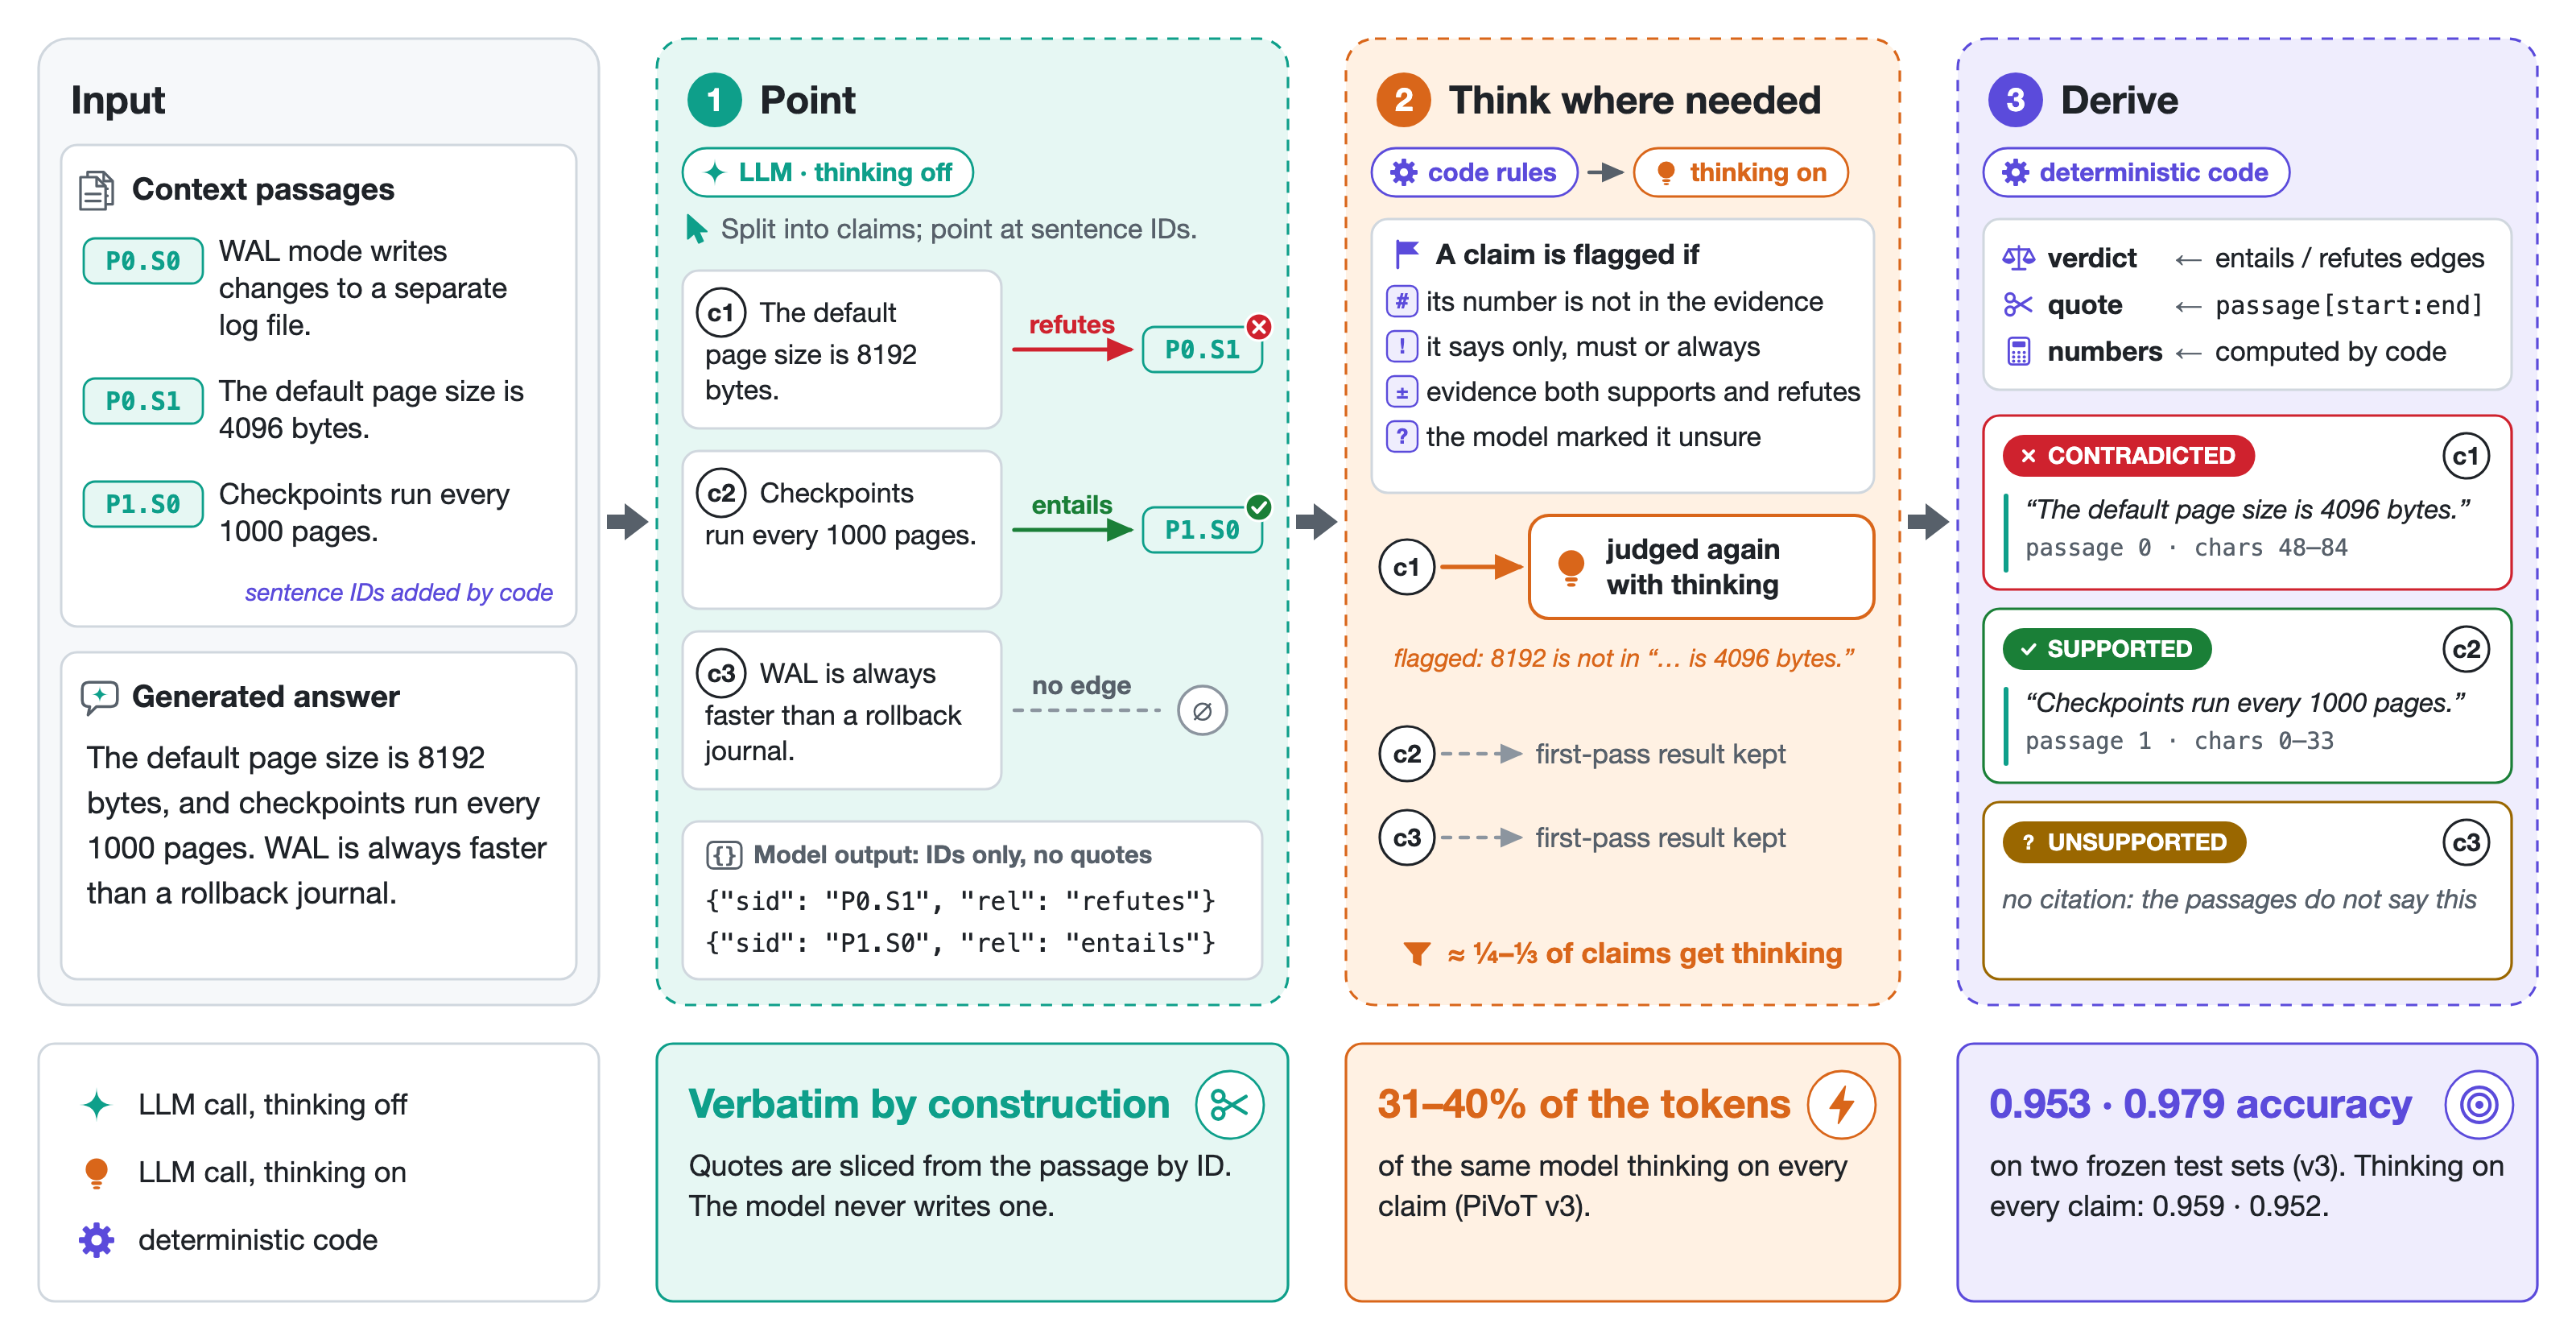 Input
Context passages
P0.S0
WAL mode writes
changes to a separate
log file.
P0.S1
The default page size is
4096 bytes.
P1.S0
Checkpoints run every
1000 pages.
sentence IDs added by code
Generated answer
The default page size is 8192
bytes, and checkpoints run every
1000 pages. WAL is always faster
than a rollback journal.
1 Point
LLM · thinking off
Split into claims; point at sentence IDs.
c1 The default
page size is 8192
bytes.
refutes
P0.S1
c2 Checkpoints
run every 1000 pages.
entails
P1.S0
c3 WAL is always
faster than a rollback
journal.
no edge
∅
{} Model output: IDs only, no quotes
{"sid": "P0.S1", "rel": "refutes"}
{"sid": "P1.S0", "rel": "entails"}
2 Think where needed
code rules
thinking on
A claim is flagged if
# its number is not in the evidence
! it says only, must or always
± evidence both supports and refutes
? the model marked it unsure
c1
judged again
with thinking
flagged: 8192 is not in “… is 4096 bytes.”
c2 first-pass result kept
c3 first-pass result kept
≈ ¼–⅓ of claims get thinking
3 Derive
deterministic code
verdict ← entails / refutes edges
quote ← passage[start:end]
numbers ← computed by code
CONTRADICTED c1
“The default page size is 4096 bytes.”
passage 0 · chars 48–84
SUPPORTED c2
“Checkpoints run every 1000 pages.”
passage 1 · chars 0–33
? UNSUPPORTED c3
no citation: the passages do not say this
LLM call, thinking off
LLM call, thinking on
deterministic code
Verbatim by construction
Quotes are sliced from the passage by ID.
The model never writes one.
31–40% of the tokens
of the same model thinking on every
claim (PiVoT v3).
0.953 · 0.979 accuracy
on two frozen test sets (v3). Thinking on
every claim: 0.959 · 0.952.